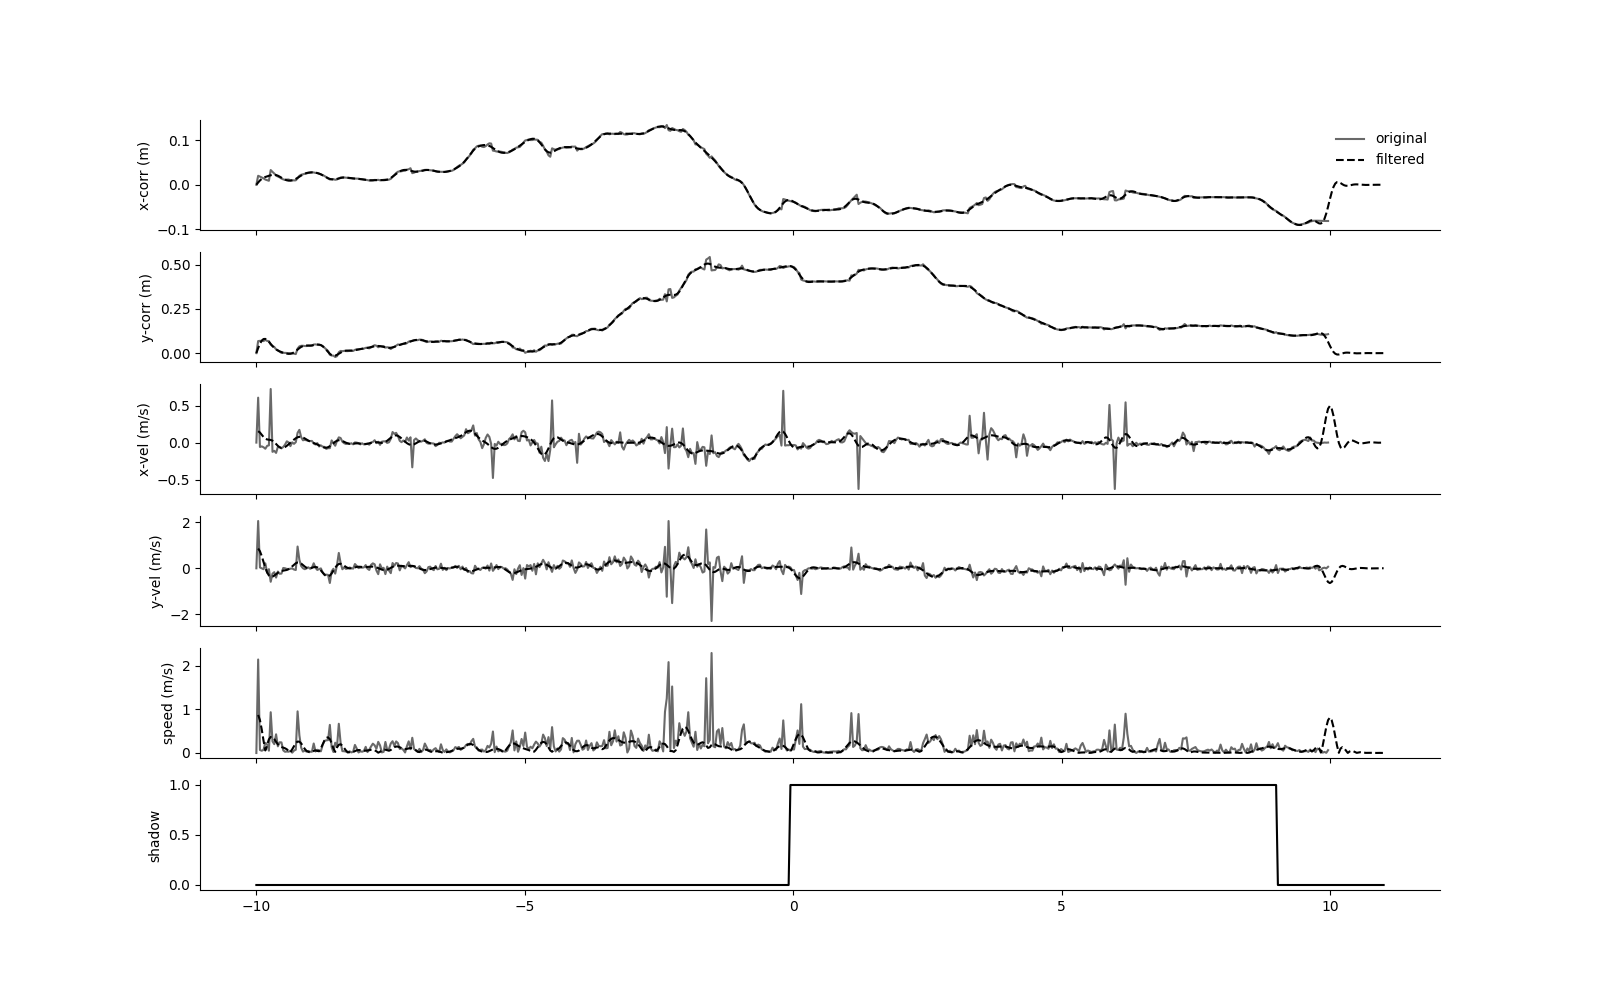 x-corr (m)
0.1
0.0
−0.1
original
filtered
y-corr (m)
0.50
0.25
0.00
x-vel (m/s)
0.5
0.0
−0.5
y-vel (m/s)
2
0
−2
speed (m/s)
2
1
0
shadow
1.0
0.5
0.0
−10 −5 0 5 10